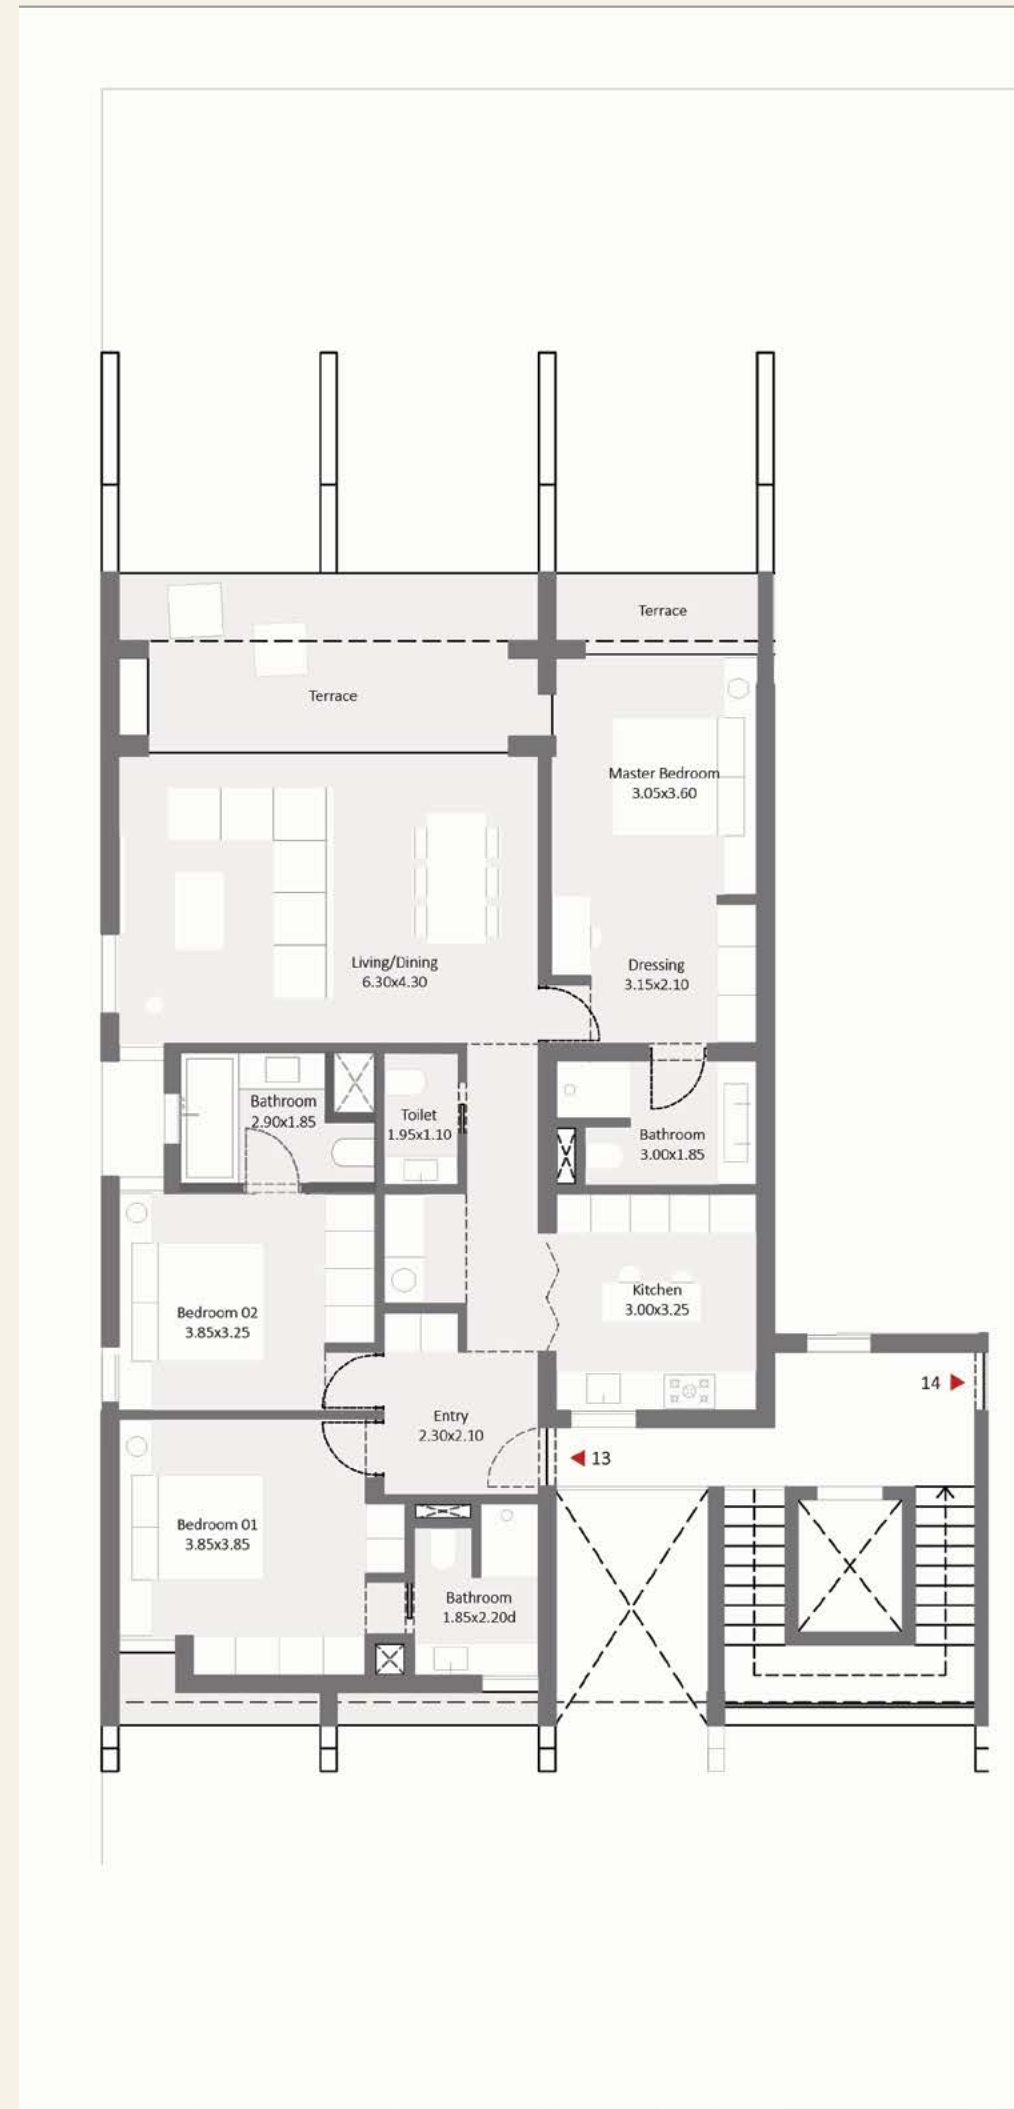 Terrace
Terrace
Master Bedroom
3.05x3.60
Living/Dining
6.30x4.30
Dressing
3.15x2.10
Bathroom
2.90x1.85
Toilet
1.95x1.10
Bathroom
3.00x1.85
Bedroom 02
3.85x3.25
Kitchen
3.00x3.25
14
Entry
2.30x2.10
13
Bedroom 01
3.85x3.85
Bathroom
1.85x2.20d